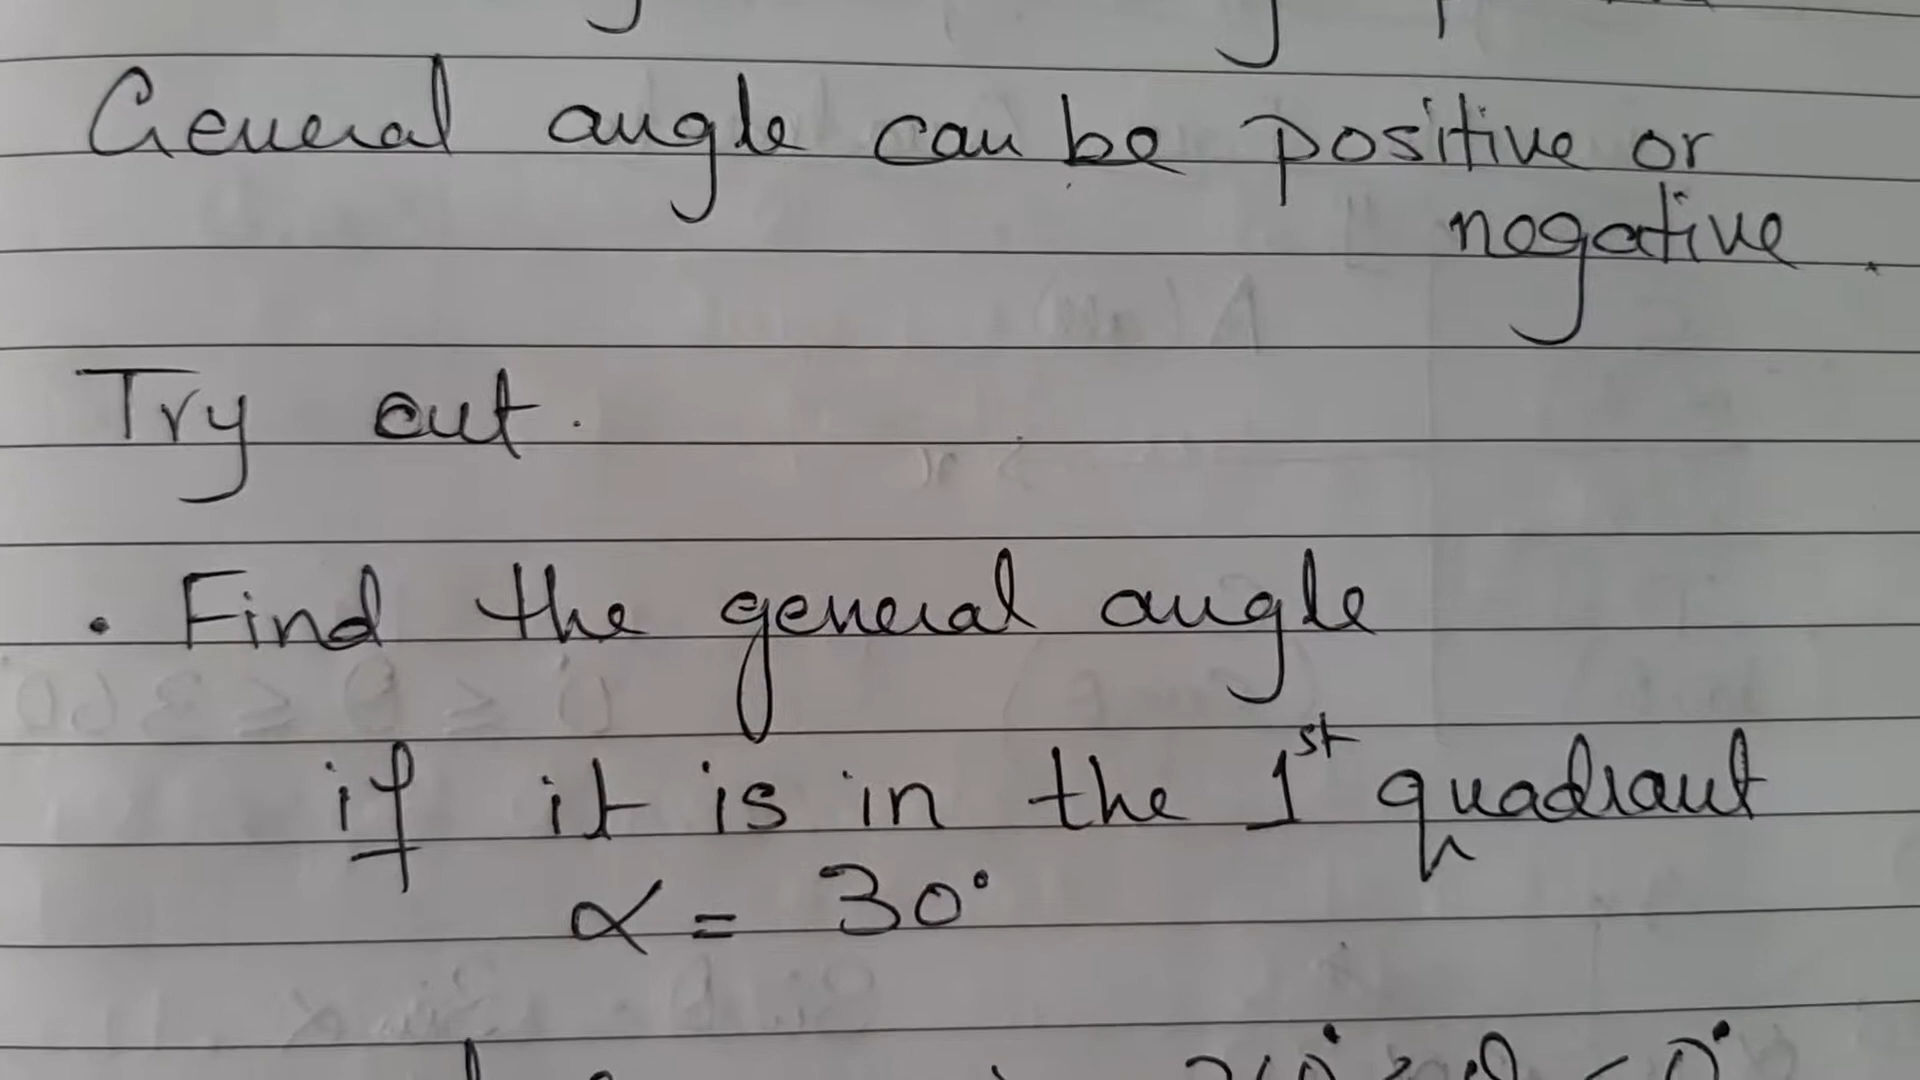 General angle can be positive or
negative.
Try out.
• Find the general angle
if it is in the 1st quadrant
α = 30°